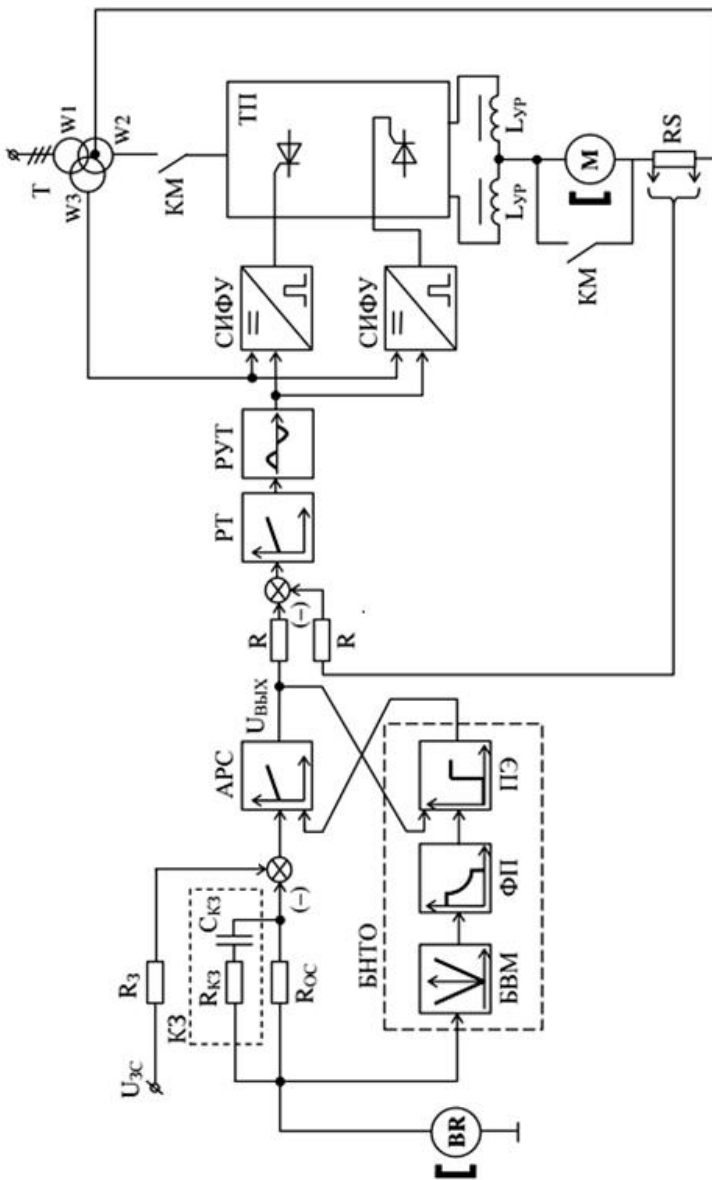 T
W1
W2
W3
КМ
ТП
СИФУ
СИФУ
Lур
Lур
КМ
М
RS
РУТ
РТ
R
(−)
R
Uвых
АРС
Uзс
Rз
КЗ
Rкз
Cкз
(−)
Rос
БНТО
БВМ
ФП
ПЭ
BR